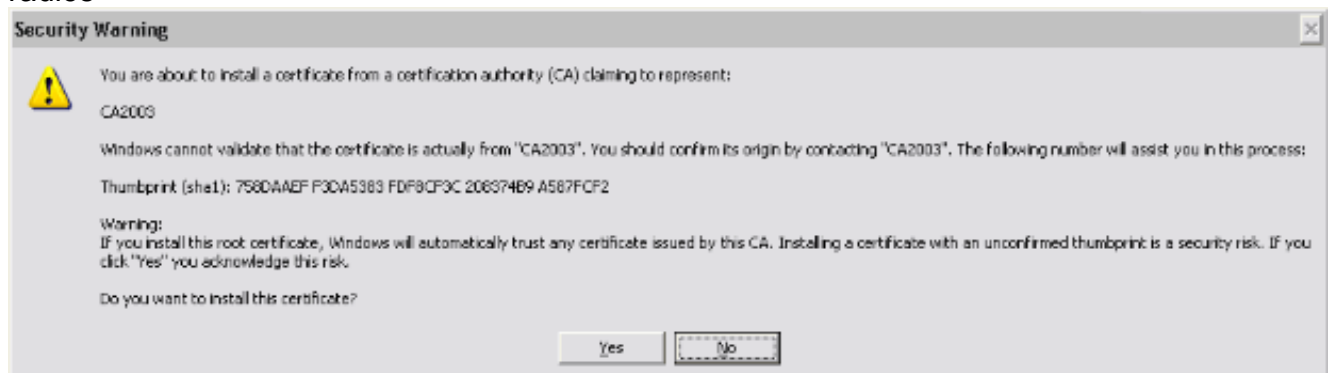 radios
Security Warning
You are about to install a certificate from a certification authority (CA) claiming to represent:
CA2003
Windows cannot validate that the certificate is actually from "CA2003". You should confirm its origin by contacting "CA2003". The following number will assist you in this process:
Thumbprint (sha1): 758DAAEF F3DA5383 FDF8CF3C 208374B9 A587FCF2
Warning:
If you install this root certificate, Windows will automatically trust any certificate issued by this CA. Installing a certificate with an unconfirmed thumbprint is a security risk. If you
click "Yes" you acknowledge this risk.
Do you want to install this certificate?
Yes No